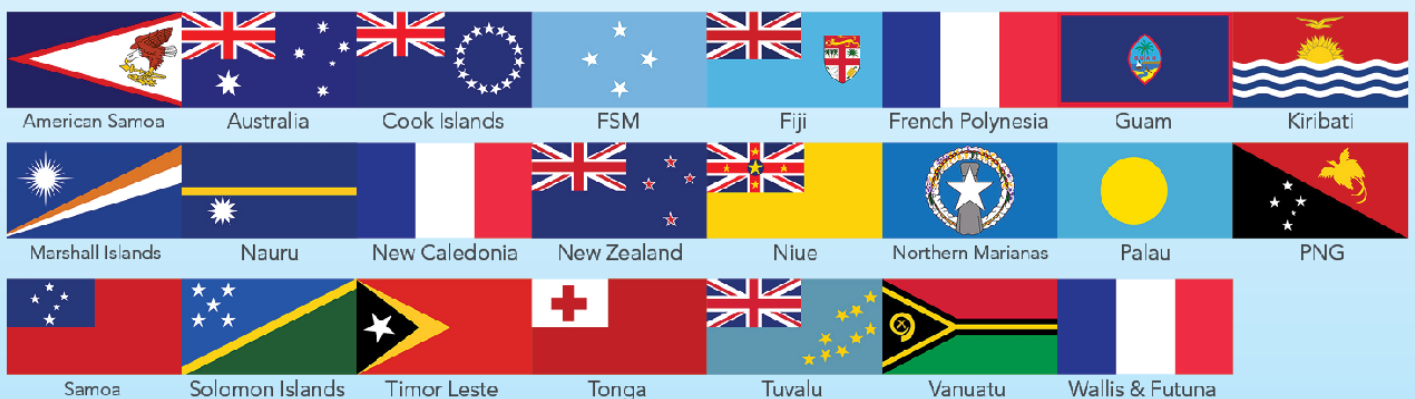 American Samoa Australia Cook Islands FSM Fiji French Polynesia Guam Kiribati
Marshall Islands Nauru New Caledonia New Zealand Niue Northern Marianas Palau PNG
Samoa Solomon Islands Timor Leste Tonga Tuvalu Vanuatu Wallis & Futuna